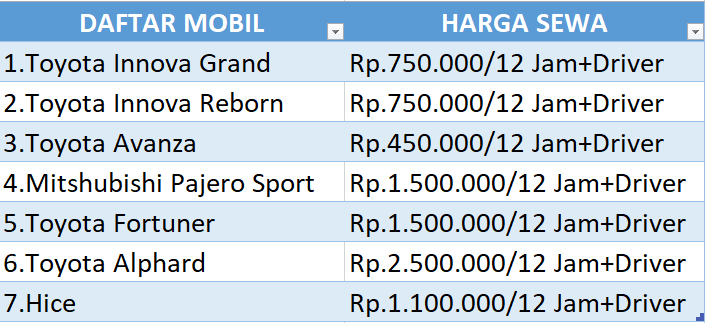 DAFTAR MOBIL HARGA SEWA
1.Toyota Innova Grand Rp.750.000/12 Jam+Driver
2.Toyota Innova Reborn Rp.750.000/12 Jam+Driver
3.Toyota Avanza Rp.450.000/12 Jam+Driver
4.Mitshubishi Pajero Sport Rp.1.500.000/12 Jam+Driver
5.Toyota Fortuner Rp.1.500.000/12 Jam+Driver
6.Toyota Alphard Rp.2.500.000/12 Jam+Driver
7.Hice Rp.1.100.000/12 Jam+Driver